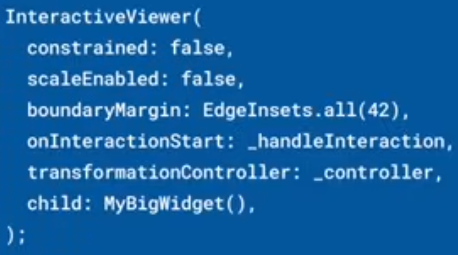 InteractiveViewer(
  constrained: false,
  scaleEnabled: false,
  boundaryMargin: EdgeInsets.all(42),
  onInteractionStart: _handleInteraction,
  transformationController: _controller,
  child: MyBigWidget(),
);